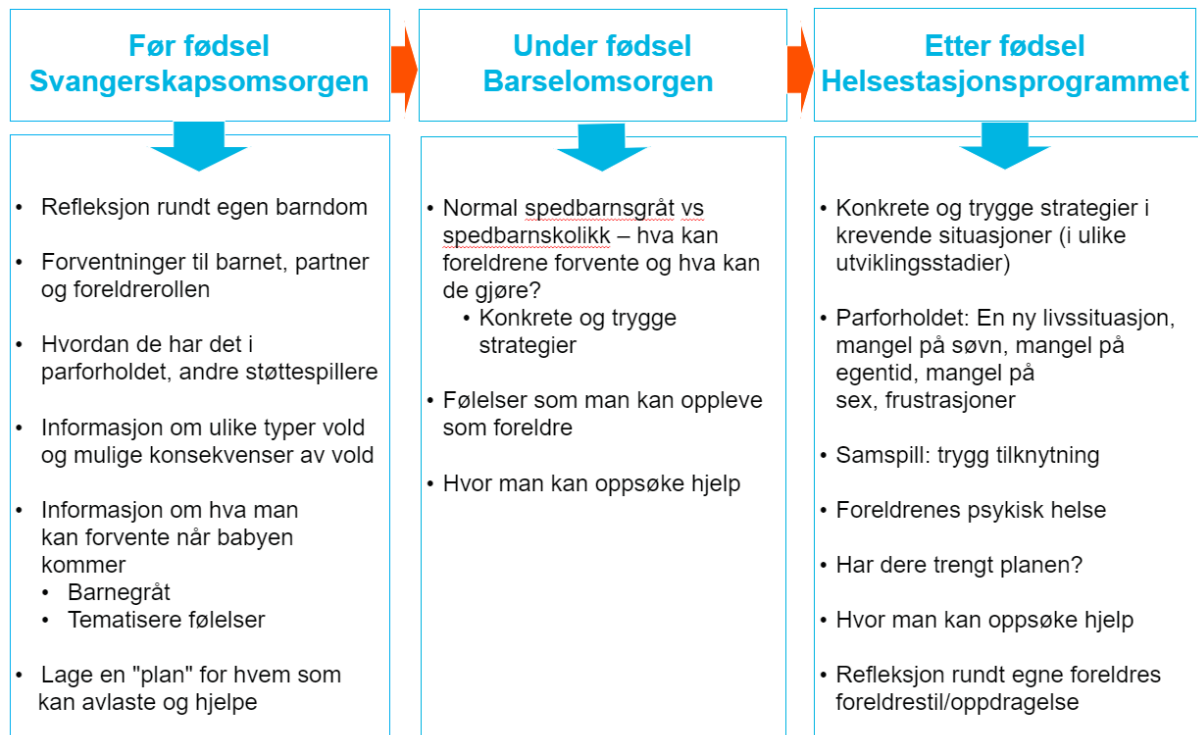 Før fødsel
Svangerskapsomsorgen
• Refleksjon rundt egen barndom
• Forventninger til barnet, partner
og foreldrerollen
• Hvordan de har det i
parforholdet, andre støttespillere
• Informasjon om ulike typer vold
og mulige konsekvenser av vold
• Informasjon om hva man
kan forvente når babyen
kommer
• Barnegråt
• Tematisere følelser
• Lage en "plan" for hvem som
kan avlaste og hjelpe
Under fødsel
Barselomsorgen
• Normal spedbarnsgråt vs
spedbarnskolikk – hva kan
foreldrene forvente og hva kan
de gjøre?
• Konkrete og trygge
strategier
• Følelser som man kan oppleve
som foreldre
• Hvor man kan oppsøke hjelp
Etter fødsel
Helsestasjonsprogrammet
• Konkrete og trygge strategier i
krevende situasjoner (i ulike
utviklingsstadier)
• Parforholdet: En ny livssituasjon,
mangel på søvn, mangel på
egentid, mangel på
sex, frustrasjoner
• Samspill: trygg tilknytning
• Foreldrenes psykisk helse
• Har dere trengt planen?
• Hvor man kan oppsøke hjelp
• Refleksjon rundt egne foreldres
foreldrestil/oppdragelse